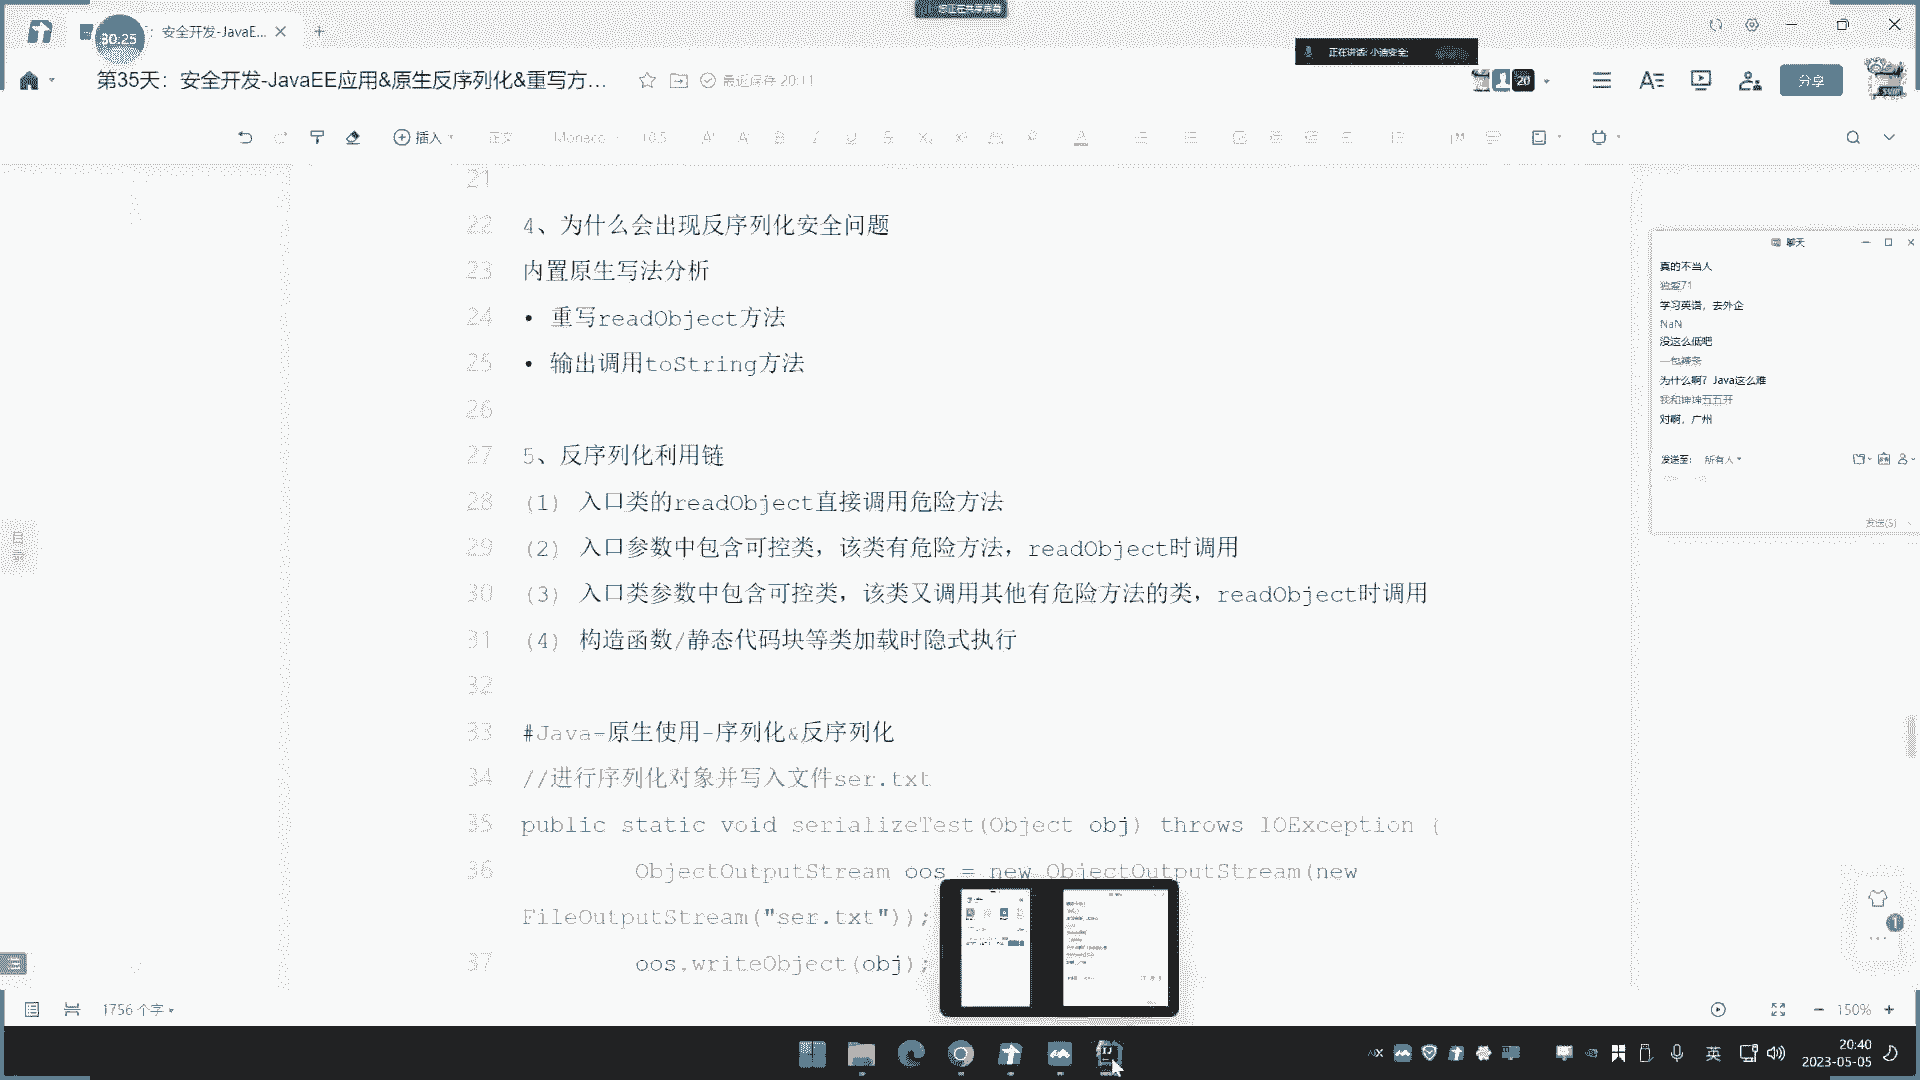 您正在共享屏幕
30:25
安全开发-JavaE...
正在讲话: 小迪安全;
第35天：安全开发-JavaEE应用&原生反序列化&重写方...
最近保存 20:11
20
分享
插入
正文
Monaco
10.5
21
22 4、为什么会出现反序列化安全问题
23 内置原生写法分析
24 • 重写readObject方法
25 • 输出调用toString方法
26
27 5、反序列化利用链
28 (1) 入口类的readObject直接调用危险方法
29 (2) 入口参数中包含可控类，该类有危险方法，readObject时调用
30 (3) 入口类参数中包含可控类，该类又调用其他有危险方法的类，readObject时调用
31 (4) 构造函数/静态代码块等类加载时隐式执行
32
33 #Java-原生使用-序列化&反序列化
34 //进行序列化对象并写入文件ser.txt
35 public static void serializeTest(Object obj) throws IOException {
36 ObjectOutputStream oos = new ObjectOutputStream(new
FileOutputStream("ser.txt"));
37 oos.writeObject(obj);
目录
聊天
真的不当人
独爱71
学习英语，去外企
NaN
没这么低吧
一包辣条
为什么啊？Java这么难
我和坤坤五五开
对啊，广州
发送至: 所有人
发送(S)
1
1756 个字
150%
英
20:40
2023-05-05